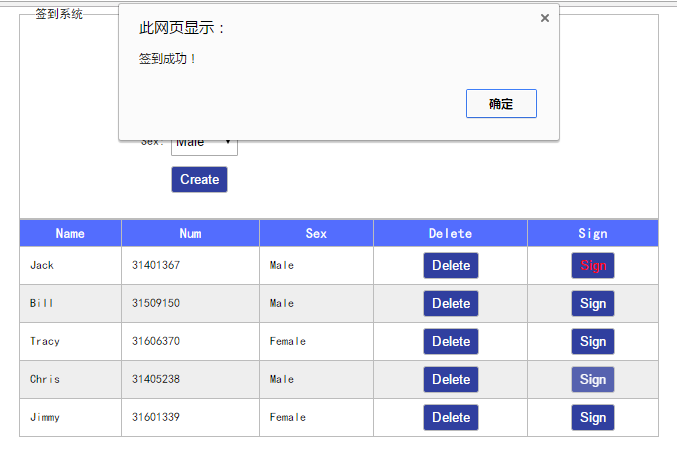 签到系统
此网页显示：
×
签到成功！
确定
Sex: Male
Create
Name Num Sex Delete Sign
Jack 31401367 Male Delete Sign
Bill 31509150 Male Delete Sign
Tracy 31606370 Female Delete Sign
Chris 31405238 Male Delete Sign
Jimmy 31601339 Female Delete Sign